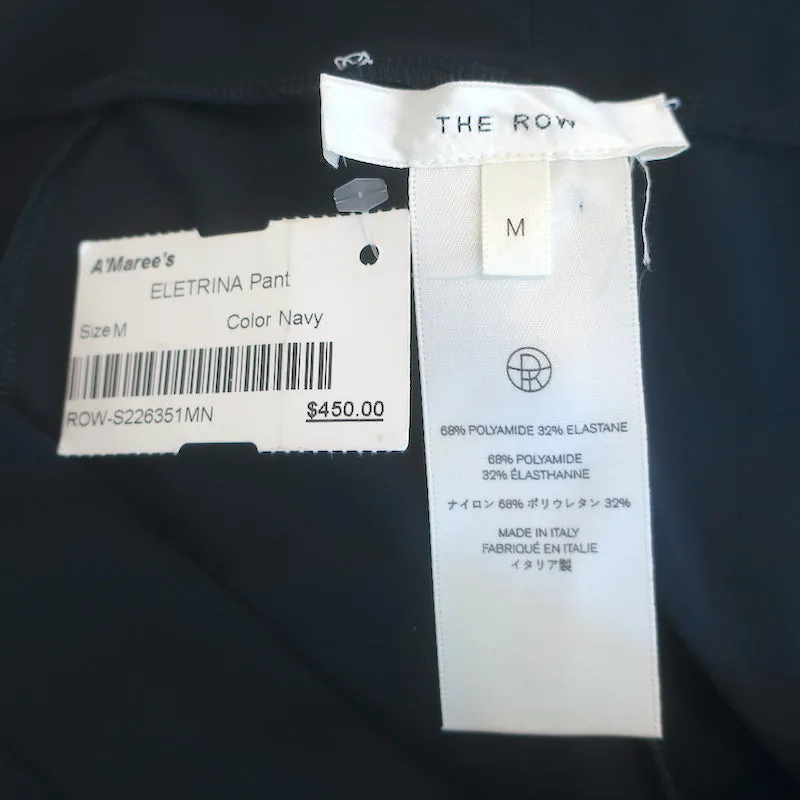 THE ROW
M
A'Maree's
ELETRINA Pant
Size M Color Navy
ROW-S226351MN $450.00
68% POLYAMIDE 32% ELASTANE
68% POLYAMIDE
32% ÉLASTHANNE
ナイロン 68% ポリウレタン 32%
MADE IN ITALY
FABRIQUÉ EN ITALIE
イタリア製